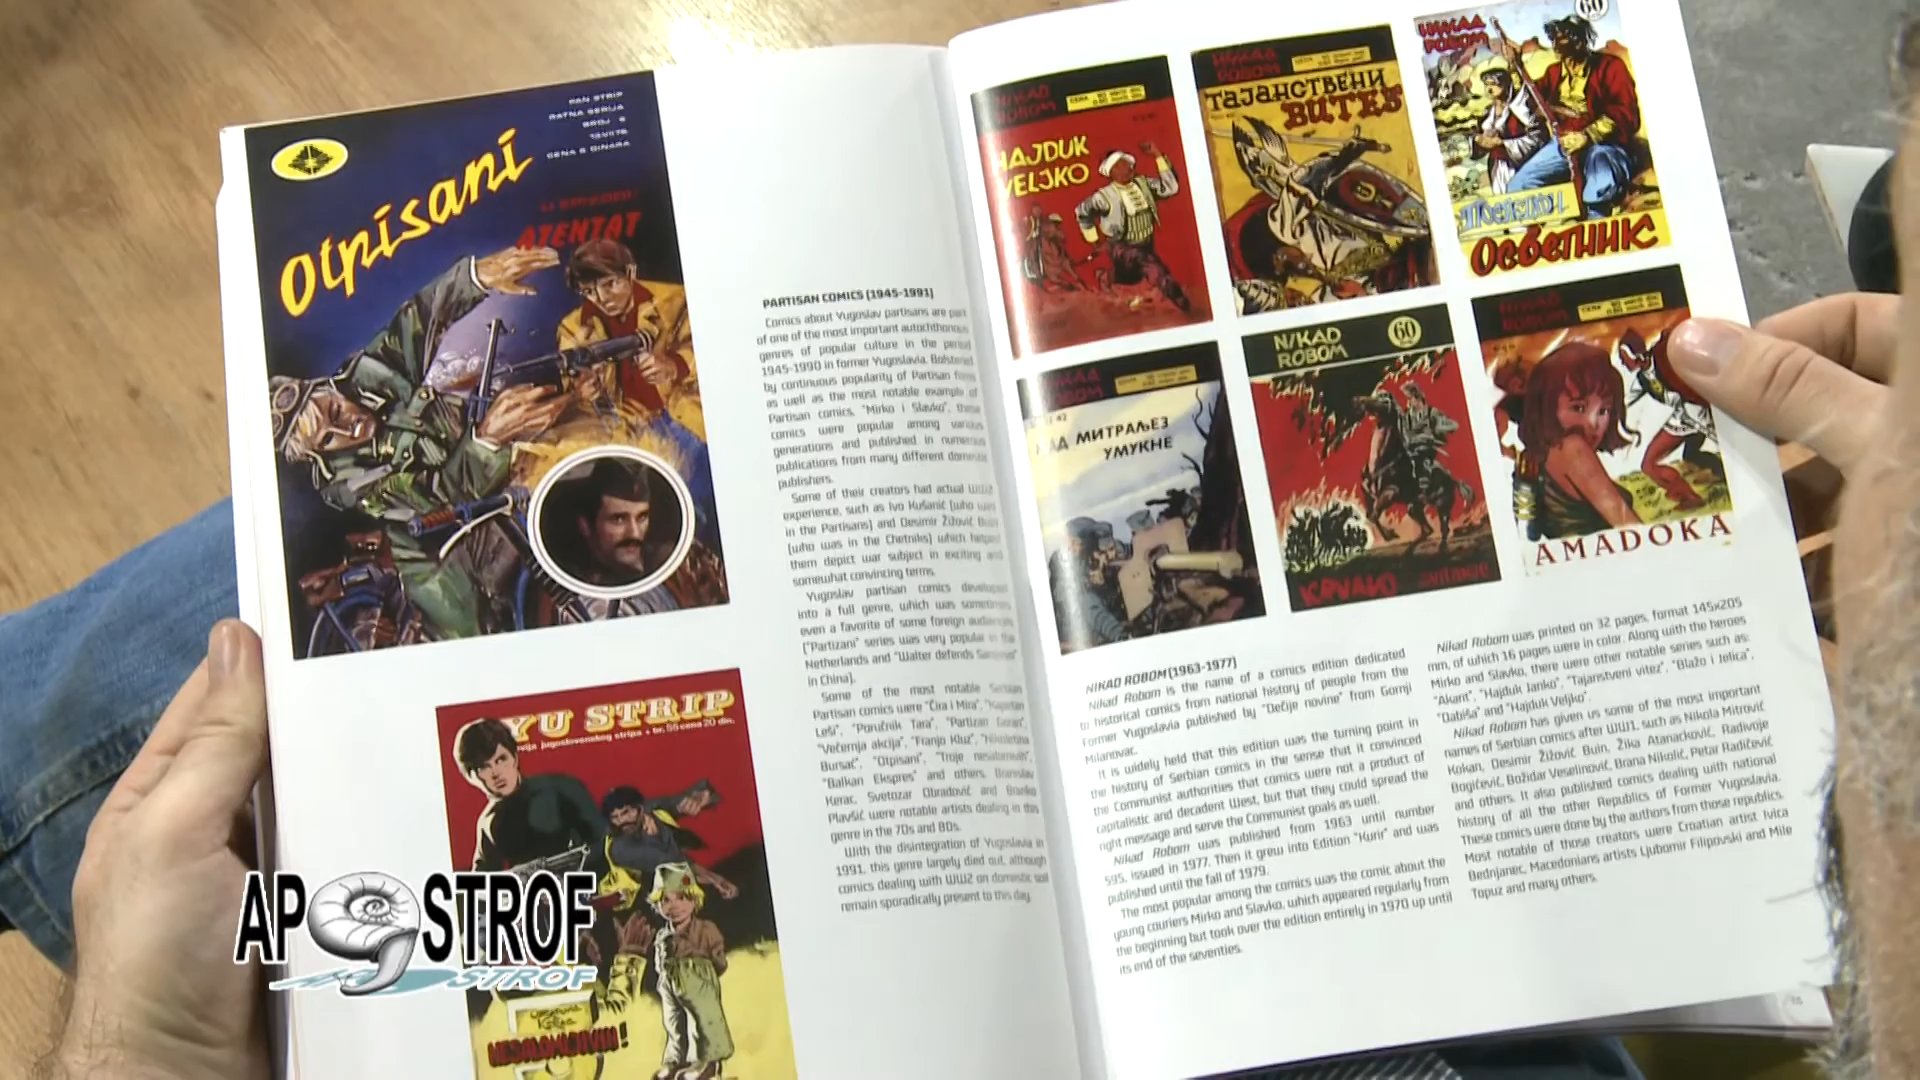 PAN STRIP
RATNA SERIJA
BROJ 5
CENA 6 DINARA
Otpisani
ATENTAT
PARTISAN COMICS (1945-1991)
Comics about Yugoslav partisans are part
of one of the most important autochthonous
genres of popular culture in the period
1945-1990 in former Yugoslavia. Bolstered
by continuous popularity of Partisan films
as well as the most notable example of
Partisan comics, "Mirko i Slavko", these
comics were popular among various
generations and published in numerous
publications from many different domestic
publishers.
Some of their creators had actual WW2
experience, such as Ivo Kušanić (who was
in the Partisans) and Desimir Žižović Buin
(who was in the Chetniks) which helped
them depict war subject in exciting and
somewhat convincing terms.
Yugoslav partisan comics developed
into a full genre, which was sometimes
even a favorite of some foreign audiences
("Partizani" series was very popular in the
Netherlands and "Walter defends Sarajevo"
in China).
Some of the most notable Serbian
Partisan comics were "Ćira i Mira", "Kapetan
Leši", "Poručnik Tara", "Partizan Goran",
"Večernja akcija", "Franjo Kluz", "Nikoletina
Bursać", "Otpisani", "Troje nesalomivih",
"Balkan Ekspres" and others. Branislav
Kerac, Svetozar Obradović and Branko
Plavšić were notable artists dealing in this
genre in the 70s and 80s.
With the disintegration of Yugoslavia in
1991, this genre largely died out, although
comics dealing with WW2 on domestic soil
remain sporadically present to this day.
YU STRIP
revija jugoslovenskog stripa • br. 55 cena 20 din.
NESALOMIVIH!
APOSTROF
NIKAD
ROBOM
HAJDUK
VELJKO
НИКАД
РОБОМ
ТАЈАНСТВЕНИ
ВИТЕЗ
НИКАД
РОБОМ
60
Осветник
НИКАД
РОБОМ
КАД МИТРАЉЕЗ
УМУКНЕ
NIKAD
ROBOM
60
KRVAVO
НИКАД
РОБОМ
AMADOKA
NIKAD ROBOM (1963-1977)
Nikad Robom is the name of a comics edition dedicated
to historical comics from national history of people from the
former Yugoslavia published by "Dečije novine" from Gornji
Milanovac.
It is widely held that this edition was the turning point in
the history of Serbian comics in the sense that it convinced
the Communist authorities that comics were not a product of
capitalistic and decadent West, but that they could spread the
right message and serve the Communist goals as well.
Nikad Robom was published from 1963 until number
595, issued in 1977. Then it grew into Edition "Kurir" and was
published until the fall of 1979.
The most popular among the comics was the comic about the
young couriers Mirko and Slavko, which appeared regularly from
the beginning but took over the edition entirely in 1970 up until
its end of the seventies.
Nikad Robom was printed on 32 pages, format 145x205
mm, of which 16 pages were in color. Along with the heroes
Mirko and Slavko, there were other notable series such as:
"Akant", "Hajduk Janko", "Tajanstveni vitez", "Blažo i Jelica",
"Dabiša" and "Hajduk Veljko".
Nikad Robom has given us some of the most important
names of Serbian comics after WW1, such as Nikola Mitrović
Kokan, Desimir Žižović Buin, Žika Atanacković, Radivoje
Bogičević, Božidar Veselinović, Brana Nikolić, Petar Radičević
and others. It also published comics dealing with national
history of all the other Republics of Former Yugoslavia.
These comics were done by the authors from those republics.
Most notable of those creators were Croatian artist Ivica
Bednjanec, Macedonians artists Ljubomir Filipovski and Mile
Topuz and many others.